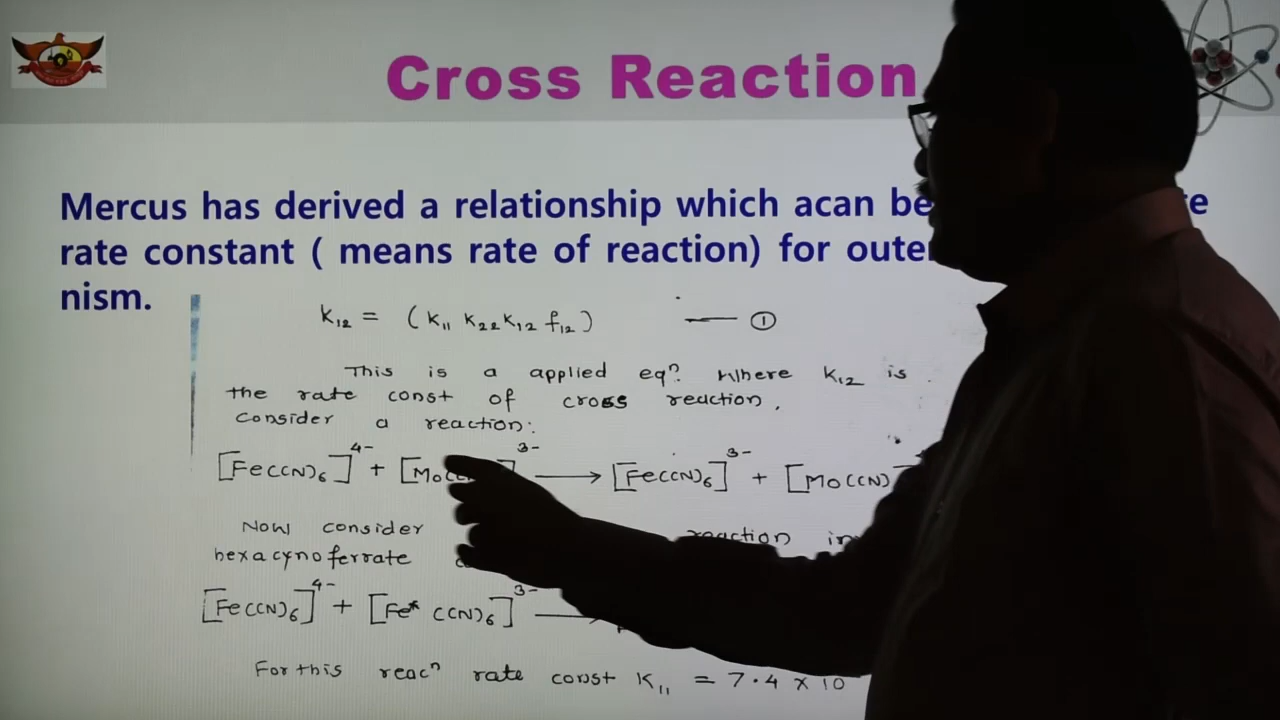 Cross Reaction
Mercus has derived a relationship which acan be
rate constant ( means rate of reaction) for outer
nism.
K₁₂ = (K₁₁ K₂₂ K₁₂ f₁₂) — ①
This is a applied eqⁿ. Where K₁₂ is
the rate const of cross reaction.
Consider a reaction:
[Fe(CN)₆]⁴⁻ + [Mo ]³⁻ → [Fe(CN)₆]³⁻ + [Mo(CN)
Now consider reaction
hexacynoferrate
[Fe(CN)₆]⁴⁻ + [Fe* (CN)₆]³⁻
For this reacⁿ rate const K₁₁ = 7.4 × 10